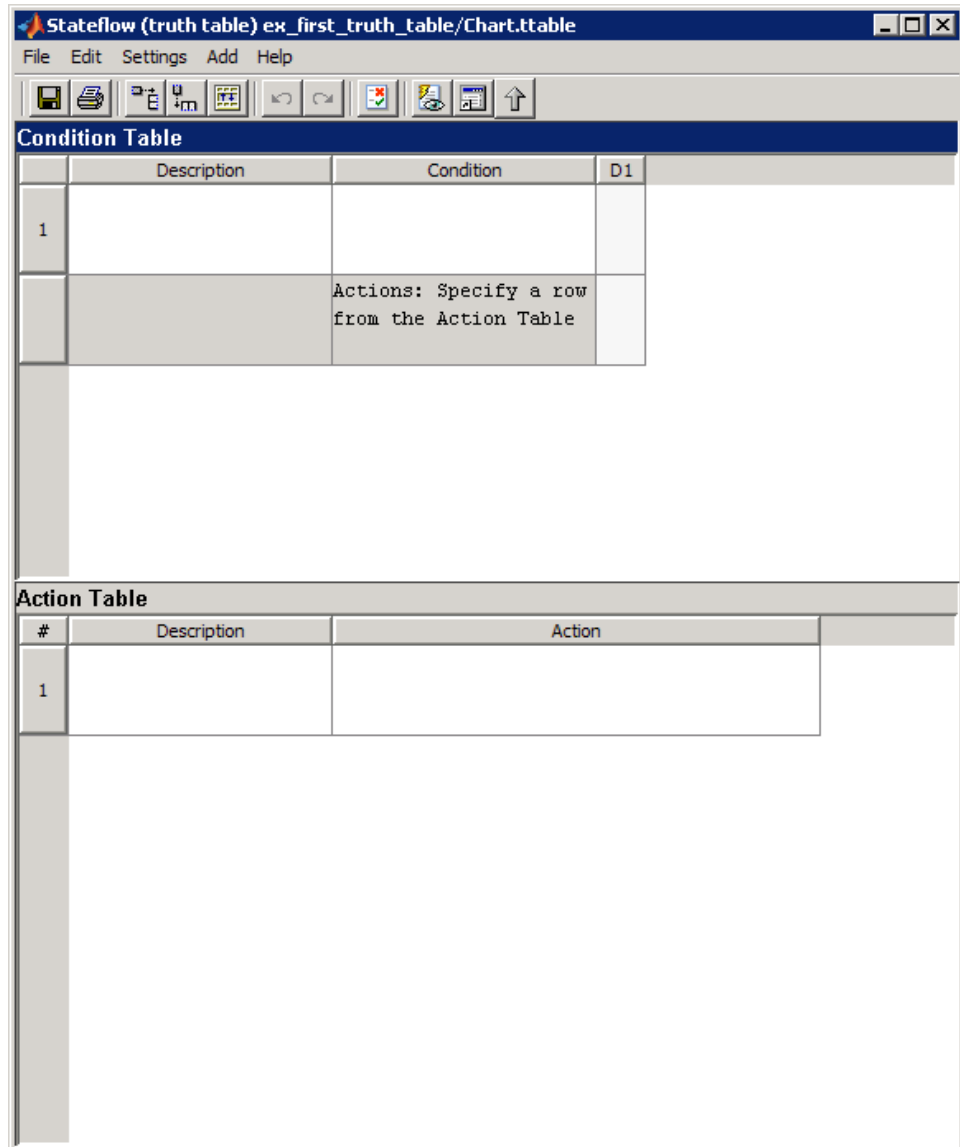 Stateflow (truth table) ex_first_truth_table/Chart.ttable
File Edit Settings Add Help
Condition Table
Description Condition D1
1
Actions: Specify a row
from the Action Table
Action Table
# Description Action
1